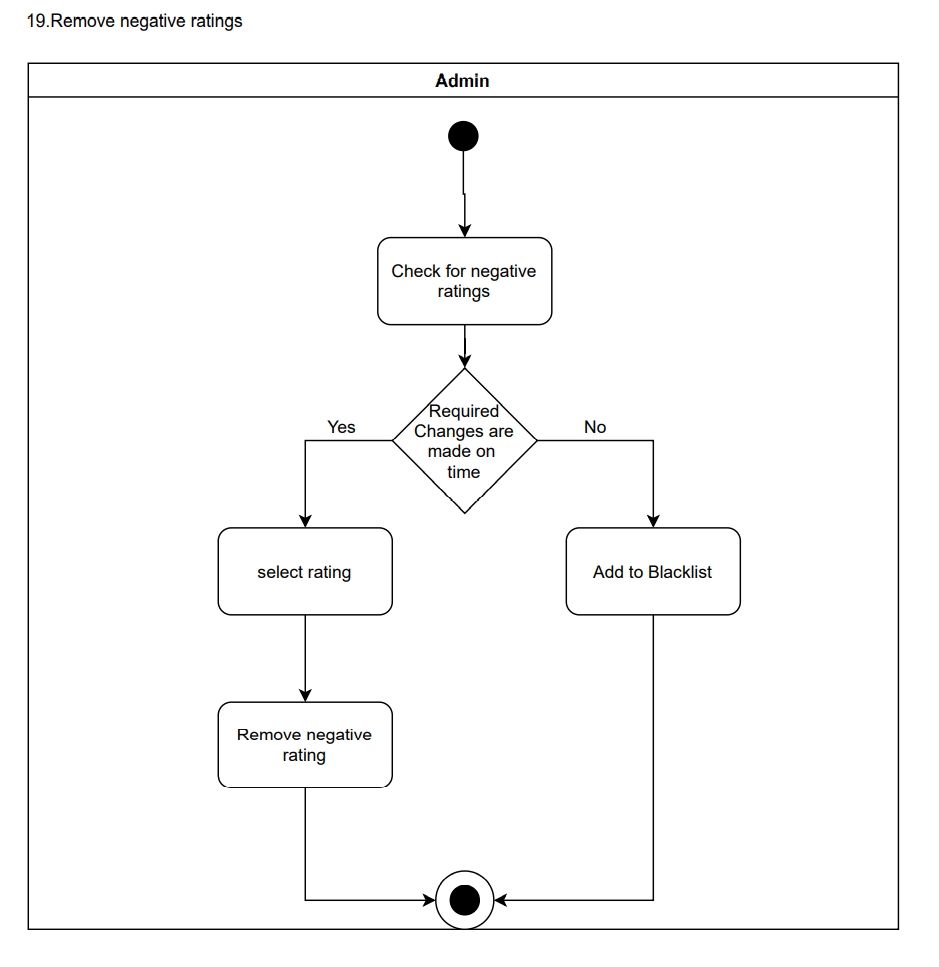 19.Remove negative ratings
Admin
Check for negative
ratings
Required
Changes are
made on
time
Yes
No
select rating
Add to Blacklist
Remove negative
rating